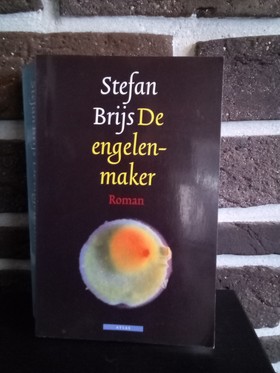 Stefan
Brijs De
engelen-
maker
Roman